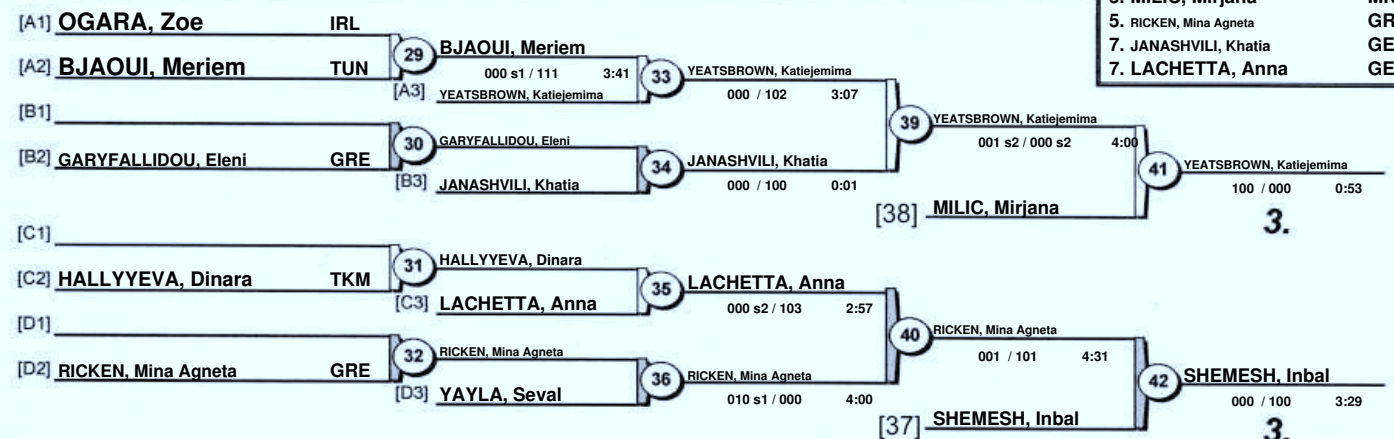 3. MILIC, Mirjana
5. RICKEN, Mina Agneta GR
7. JANASHVILI, Khatia GE
7. LACHETTA, Anna GE
[A1] OGARA, Zoe IRL
29 BJAOUI, Meriem
[A2] BJAOUI, Meriem TUN
000 s1 / 111 3:41
33 YEATSBROWN, Katiejemima
[A3] YEATSBROWN, Katiejemima
000 / 102 3:07
[B1]
39 YEATSBROWN, Katiejemima
30 GARYFALLIDOU, Eleni
001 s2 / 000 s2 4:00
[B2] GARYFALLIDOU, Eleni GRE
34 JANASHVILI, Khatia
41 YEATSBROWN, Katiejemima
[B3] JANASHVILI, Khatia
000 / 100 0:01
100 / 000 0:53
[38] MILIC, Mirjana
3.
[C1]
31 HALLYYEVA, Dinara
[C2] HALLYYEVA, Dinara TKM
35 LACHETTA, Anna
[C3] LACHETTA, Anna
000 s2 / 103 2:57
[D1]
40 RICKEN, Mina Agneta
32 RICKEN, Mina Agneta
001 / 101 4:31
[D2] RICKEN, Mina Agneta GRE
36 RICKEN, Mina Agneta
42 SHEMESH, Inbal
[D3] YAYLA, Seval
010 s1 / 000 4:00
000 / 100 3:29
[37] SHEMESH, Inbal
3.